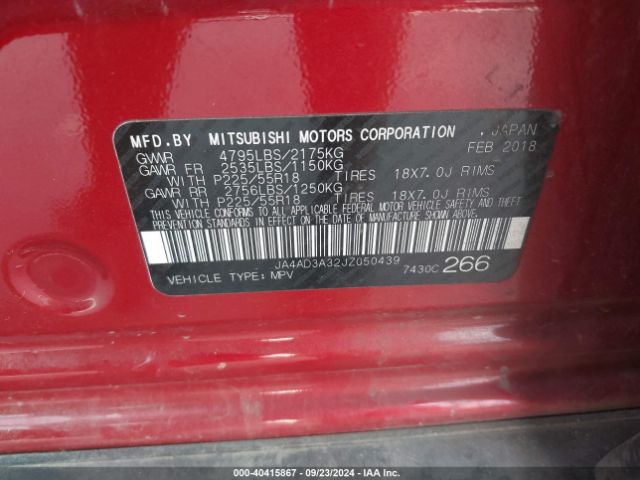 MFD.BY MITSUBISHI MOTORS CORPORATION , JAPAN
GVWR 4795LBS/2175KG FEB 2018
GAWR FR 2535LBS/1150KG
WITH P225/55R18 TIRES 18X7.0J RIMS
GAWR RR 2756LBS/1250KG
WITH P225/55R18 TIRES 18X7.0J RIMS
THIS VEHICLE CONFORMS TO ALL APPLICABLE FEDERAL MOTOR VEHICLE SAFETY AND THEFT
PREVENTION STANDARDS IN EFFECT ON THE DATE OF MANUFACTURE SHOWN ABOVE.
JA4AD3A32JZ050439
VEHICLE TYPE: MPV 7430C 266
000-40415867 - 09/23/2024 - IAA Inc.